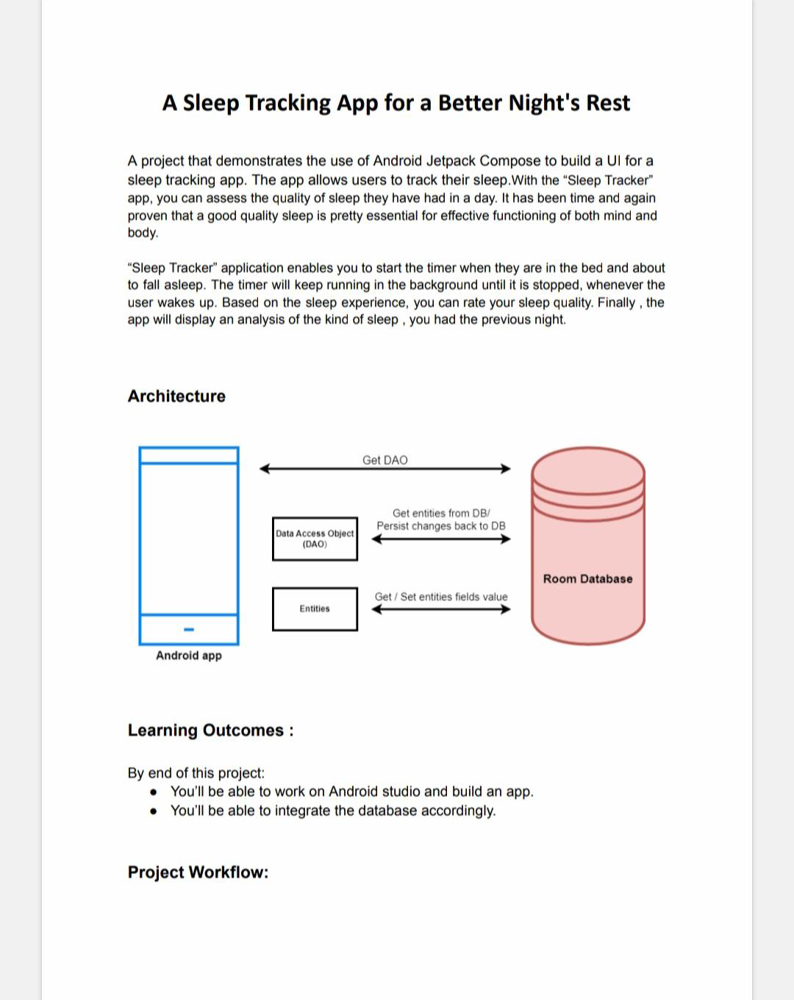 A Sleep Tracking App for a Better Night's Rest
A project that demonstrates the use of Android Jetpack Compose to build a UI for a
sleep tracking app. The app allows users to track their sleep.With the “Sleep Tracker”
app, you can assess the quality of sleep they have had in a day. It has been time and again
proven that a good quality sleep is pretty essential for effective functioning of both mind and
body.
“Sleep Tracker” application enables you to start the timer when they are in the bed and about
to fall asleep. The timer will keep running in the background until it is stopped, whenever the
user wakes up. Based on the sleep experience, you can rate your sleep quality. Finally , the
app will display an analysis of the kind of sleep , you had the previous night.
Architecture
Get DAO
Get entities from DB/
Persist changes back to DB
Data Access Object
(DAO)
Room Database
Get / Set entities fields value
Entities
Android app
Learning Outcomes :
By end of this project:
● You’ll be able to work on Android studio and build an app.
● You’ll be able to integrate the database accordingly.
Project Workflow: